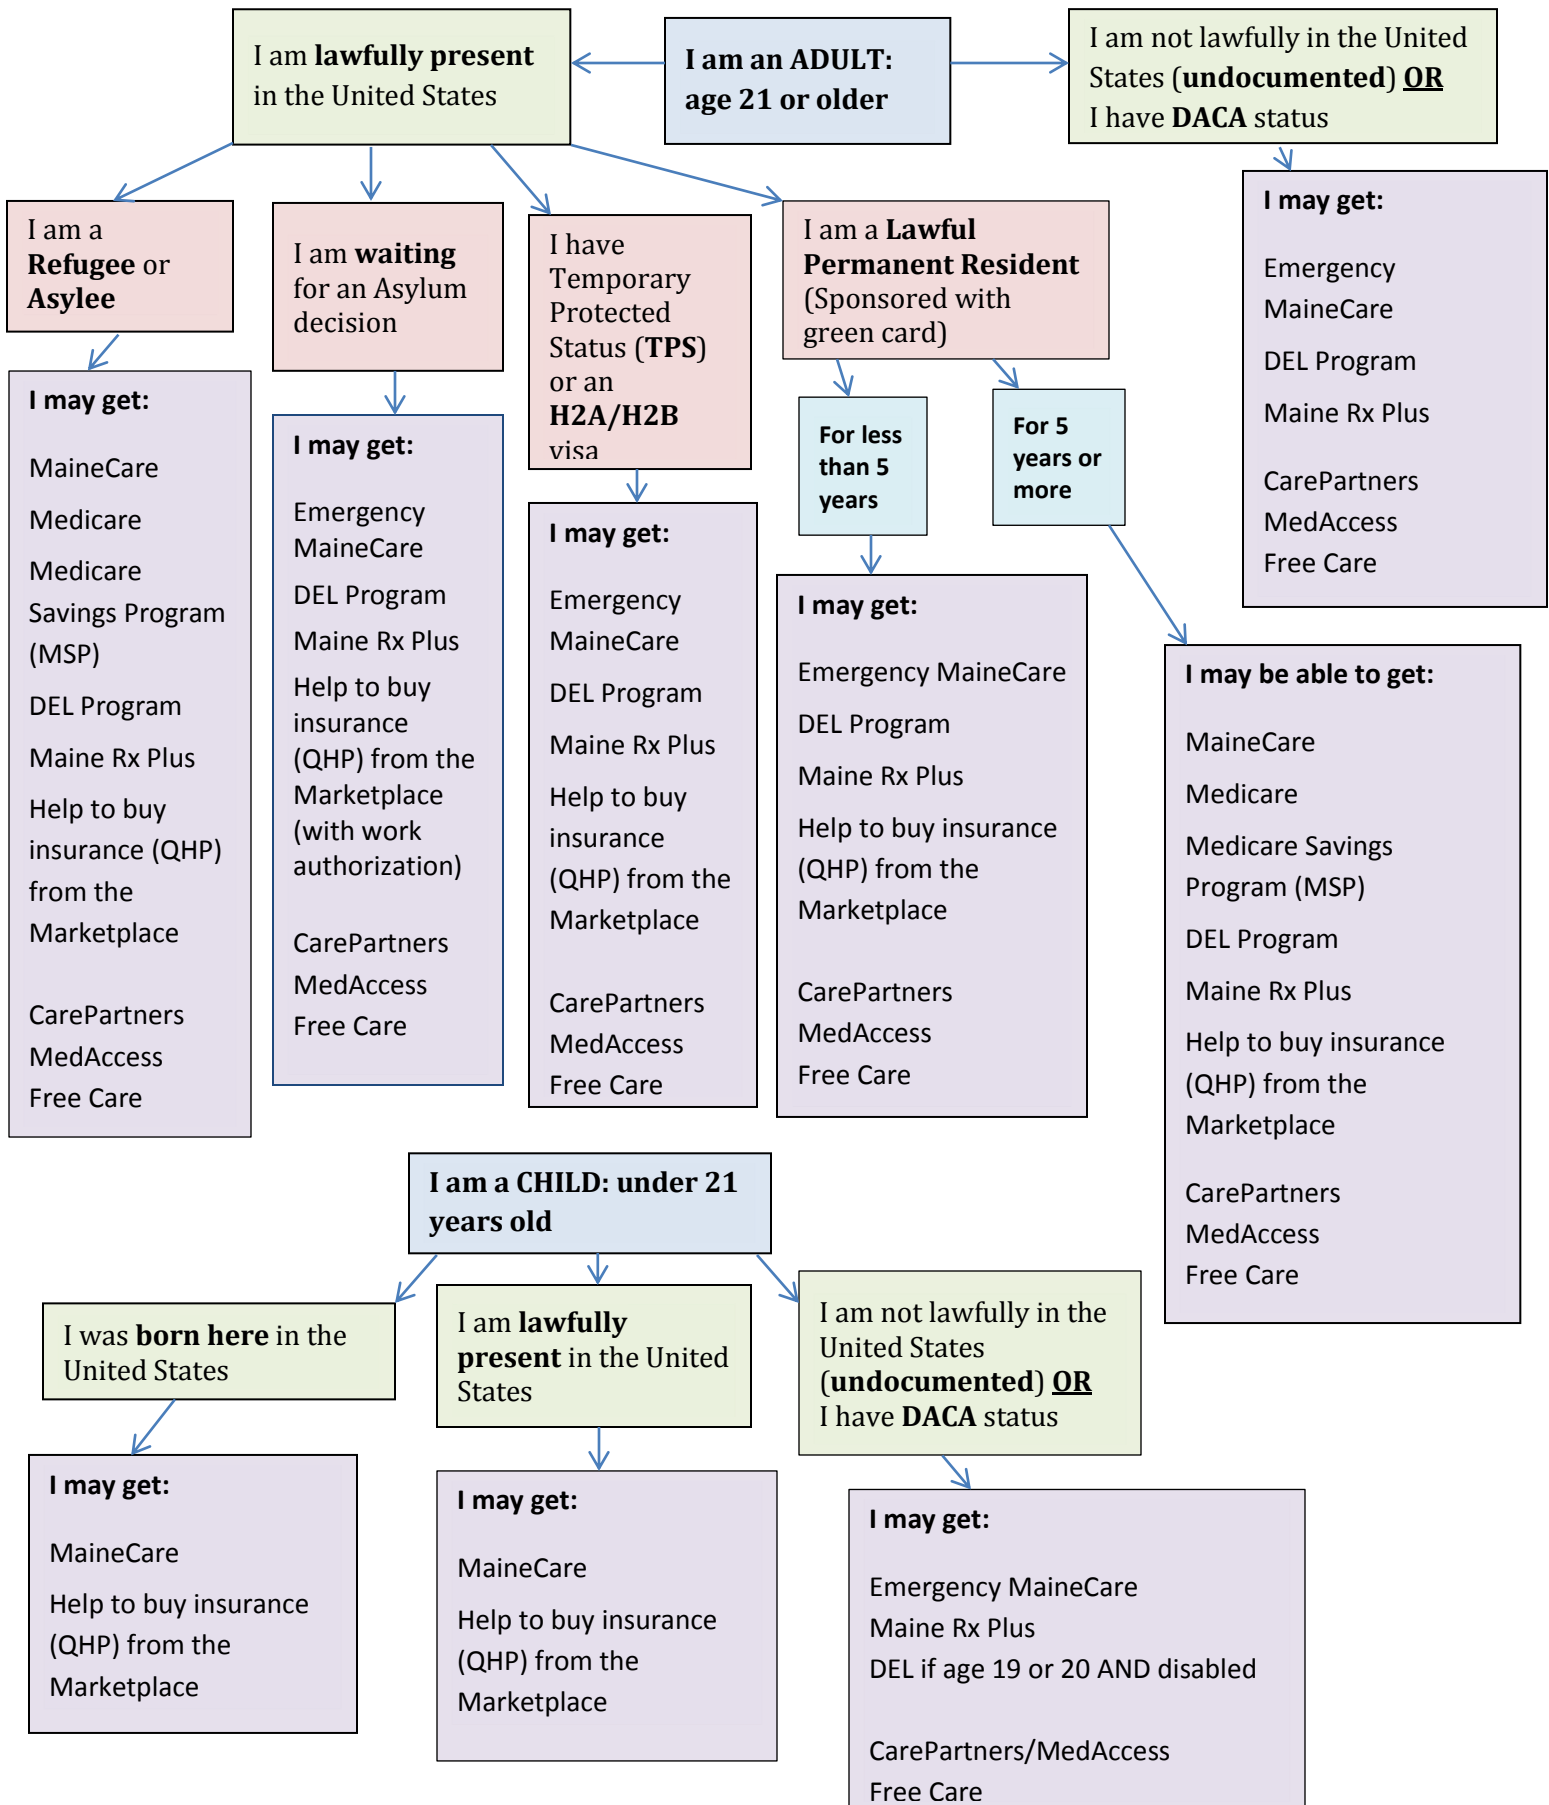 I am lawfully present
in the United States
I am an ADULT:
age 21 or older
I am not lawfully in the United
States (undocumented) OR
I have DACA status
I am a
Refugee or
Asylee
I am waiting
for an Asylum
decision
I have
Temporary
Protected
Status (TPS)
or an
H2A/H2B
visa
I am a Lawful
Permanent Resident
(Sponsored with
green card)
For less
than 5
years
For 5
years or
more
I may get:
MaineCare
Medicare
Medicare
Savings Program
(MSP)
DEL Program
Maine Rx Plus
Help to buy
insurance (QHP)
from the
Marketplace
CarePartners
MedAccess
Free Care
I may get:
Emergency
MaineCare
DEL Program
Maine Rx Plus
Help to buy
insurance
(QHP) from the
Marketplace
(with work
authorization)
CarePartners
MedAccess
Free Care
I may get:
Emergency
MaineCare
DEL Program
Maine Rx Plus
Help to buy
insurance
(QHP) from the
Marketplace
CarePartners
MedAccess
Free Care
I may get:
Emergency MaineCare
DEL Program
Maine Rx Plus
Help to buy insurance
(QHP) from the
Marketplace
CarePartners
MedAccess
Free Care
I may be able to get:
MaineCare
Medicare
Medicare Savings
Program (MSP)
DEL Program
Maine Rx Plus
Help to buy insurance
(QHP) from the
Marketplace
CarePartners
MedAccess
Free Care
I may get:
Emergency
MaineCare
DEL Program
Maine Rx Plus
CarePartners
MedAccess
Free Care
I am a CHILD: under 21
years old
I was born here in the
United States
I am lawfully
present in the United
States
I am not lawfully in the
United States
(undocumented) OR
I have DACA status
I may get:
MaineCare
Help to buy insurance
(QHP) from the
Marketplace
I may get:
MaineCare
Help to buy insurance
(QHP) from the
Marketplace
I may get:
Emergency MaineCare
Maine Rx Plus
DEL if age 19 or 20 AND disabled
CarePartners/MedAccess
Free Care